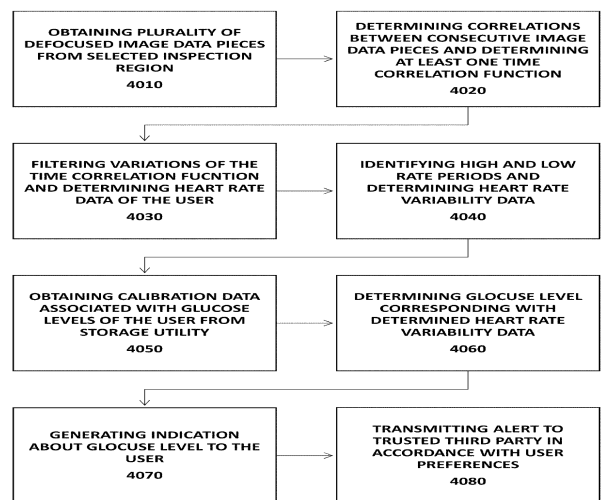 OBTAINING PLURALITY OF
DEFOCUSED IMAGE DATA PIECES
FROM SELECTED INSPECTION
REGION
4010
DETERMINING CORRELATIONS
BETWEEN CONSECUTIVE IMAGE
DATA PIECES AND DETERMINING
AT LEAST ONE TIME
CORRELATION FUNCTION
4020
FILTERING VARIATIONS OF THE
TIME CORRELATION FUCNTION
AND DETERMINING HEART RATE
DATA OF THE USER
4030
IDENTIFYING HIGH AND LOW
RATE PERIODS AND
DETERMINING HEART RATE
VARIABILITY DATA
4040
OBTAINING CALIBRATION DATA
ASSOCIATED WITH GLUCOSE
LEVELS OF THE USER FROM
STORAGE UTILITY
4050
DETERMINING GLOCUSE LEVEL
CORRESPONDING WITH
DETERMINED HEART RATE
VARIABILITY DATA
4060
GENERATING INDICATION
ABOUT GLOCUSE LEVEL TO THE
USER
4070
TRANSMITTING ALERT TO
TRUSTED THIRD PARTY IN
ACCORDANCE WITH USER
PREFERENCES
4080